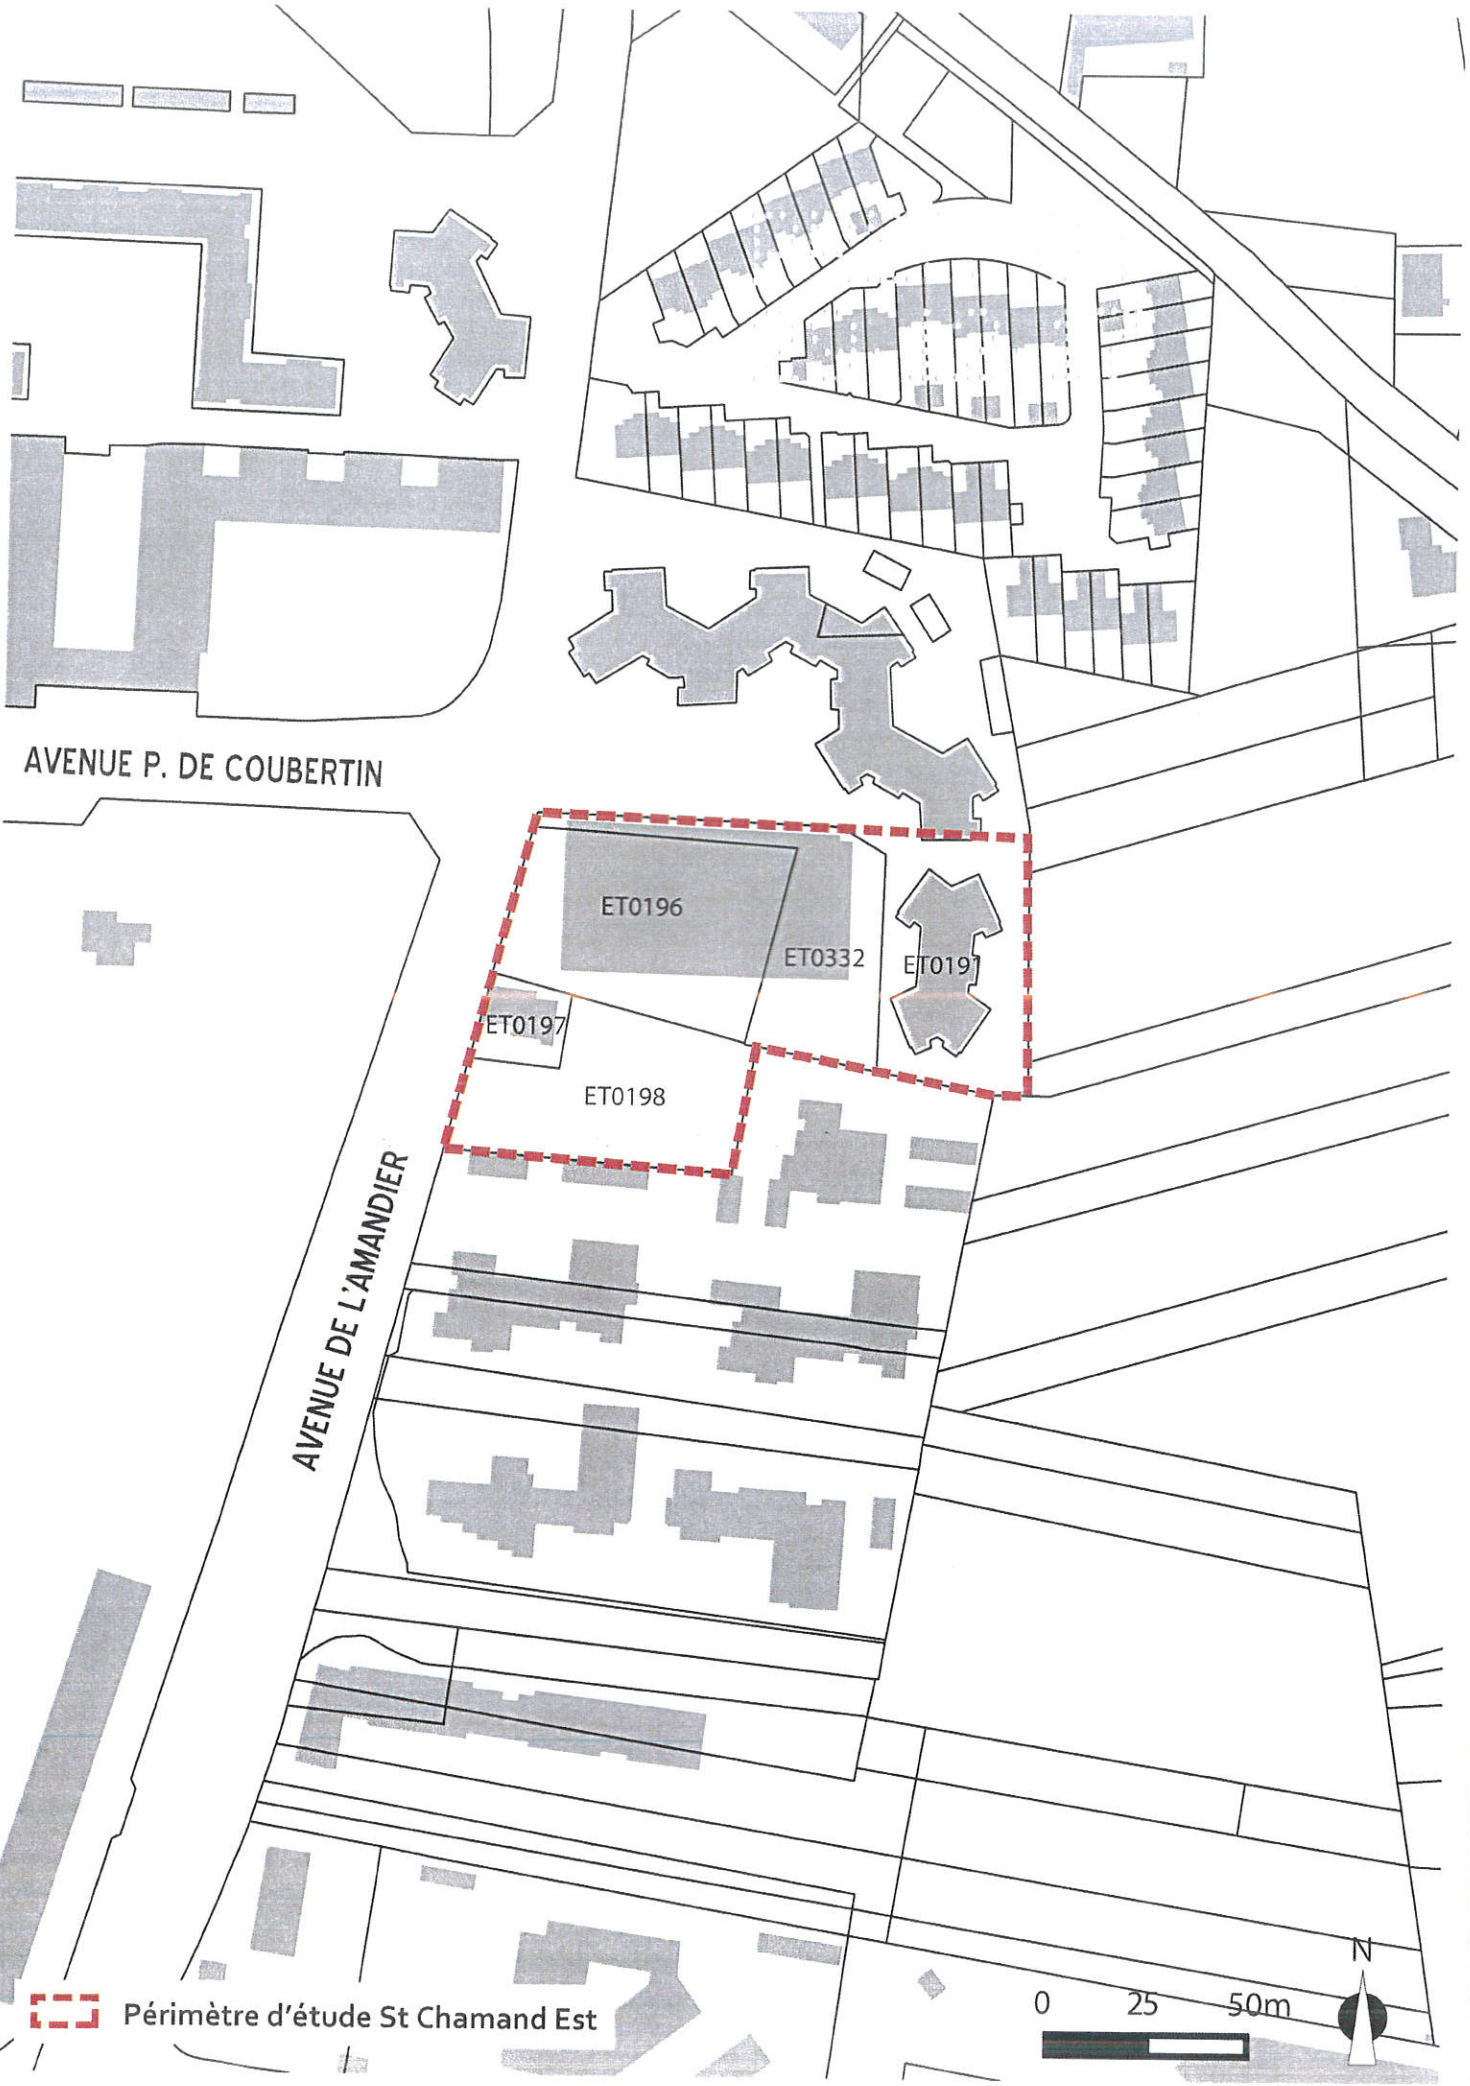 AVENUE P. DE COUBERTIN
ET0196
ET0332
ET0191
ET0197
ET0198
AVENUE DE L'AMANDIER
N
0 25 50m
Périmètre d'étude St Chamand Est